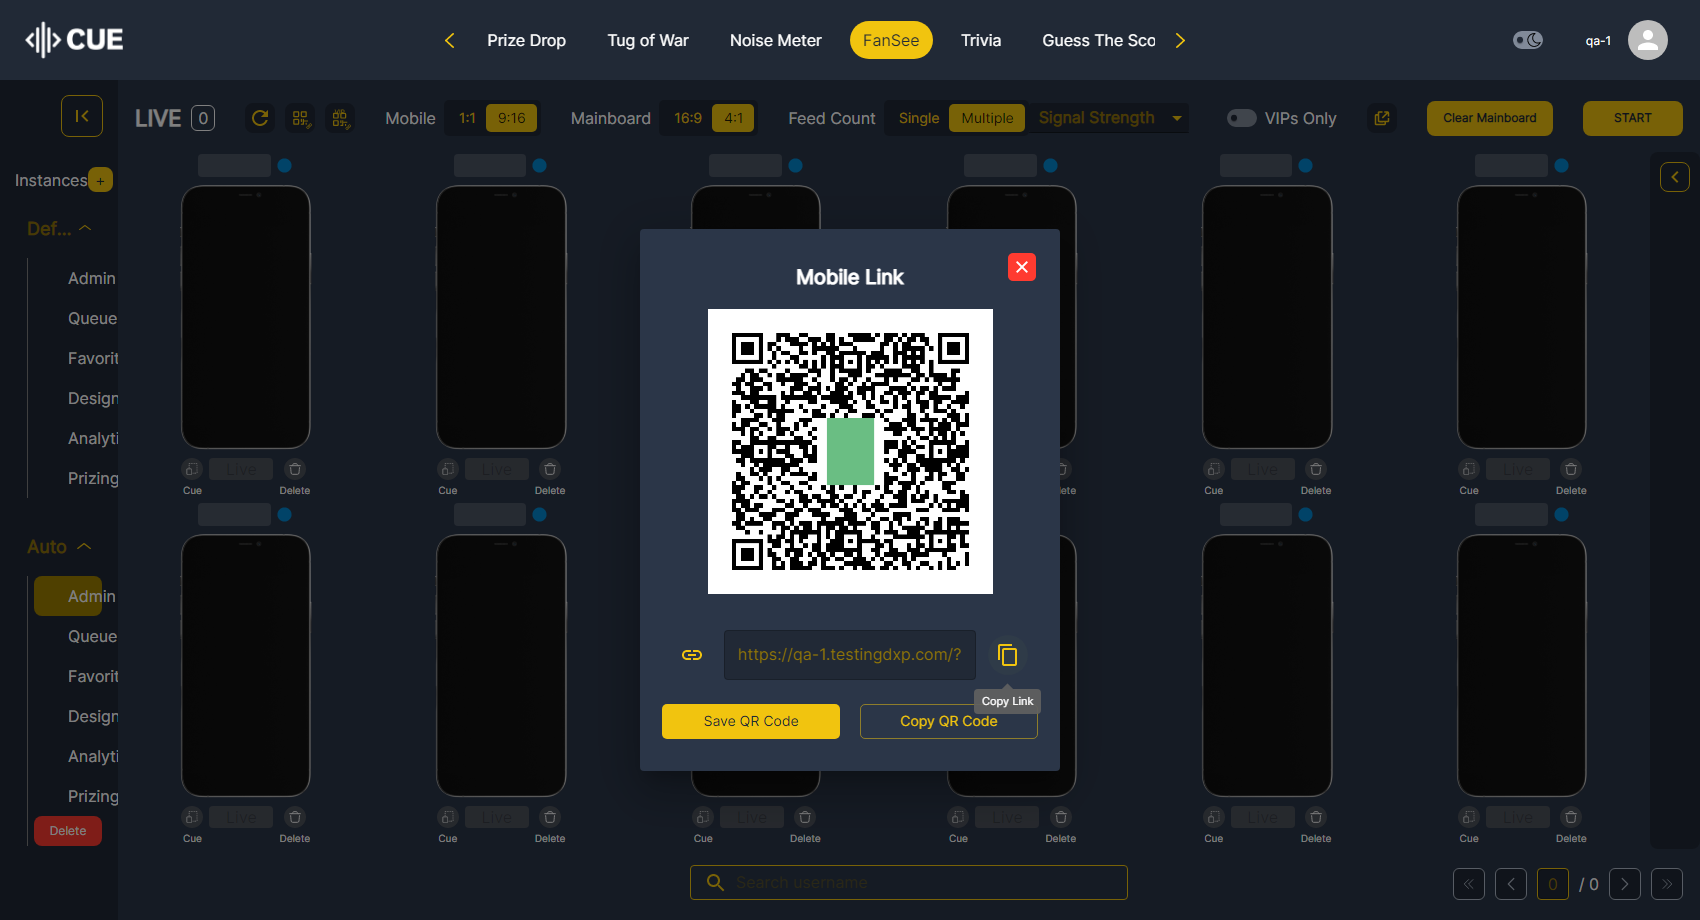 CUE
Prize Drop
Tug of War
Noise Meter
FanSee
Trivia
Guess The Sco
qa-1
LIVE 0
Mobile 1:1 9:16
Mainboard 16:9 4:1
Feed Count Single Multiple Signal Strength
VIPs Only
Clear Mainboard
START
Instances +
Def...
Admin
Queue
Favorit
Design
Analyti
Prizing
Auto
Admin
Queue
Favorit
Design
Analyti
Prizing
Delete
Live Live Live Live
Cue Delete Cue Delete ete Cue Delete Cue Delete
Mobile Link
https://qa-1.testingdxp.com/?
Copy Link
Save QR Code
Copy QR Code
Live Live Live Live Live Live
Cue Delete Cue Delete Cue Delete Cue Delete Cue Delete Cue Delete
Search username
0 / 0